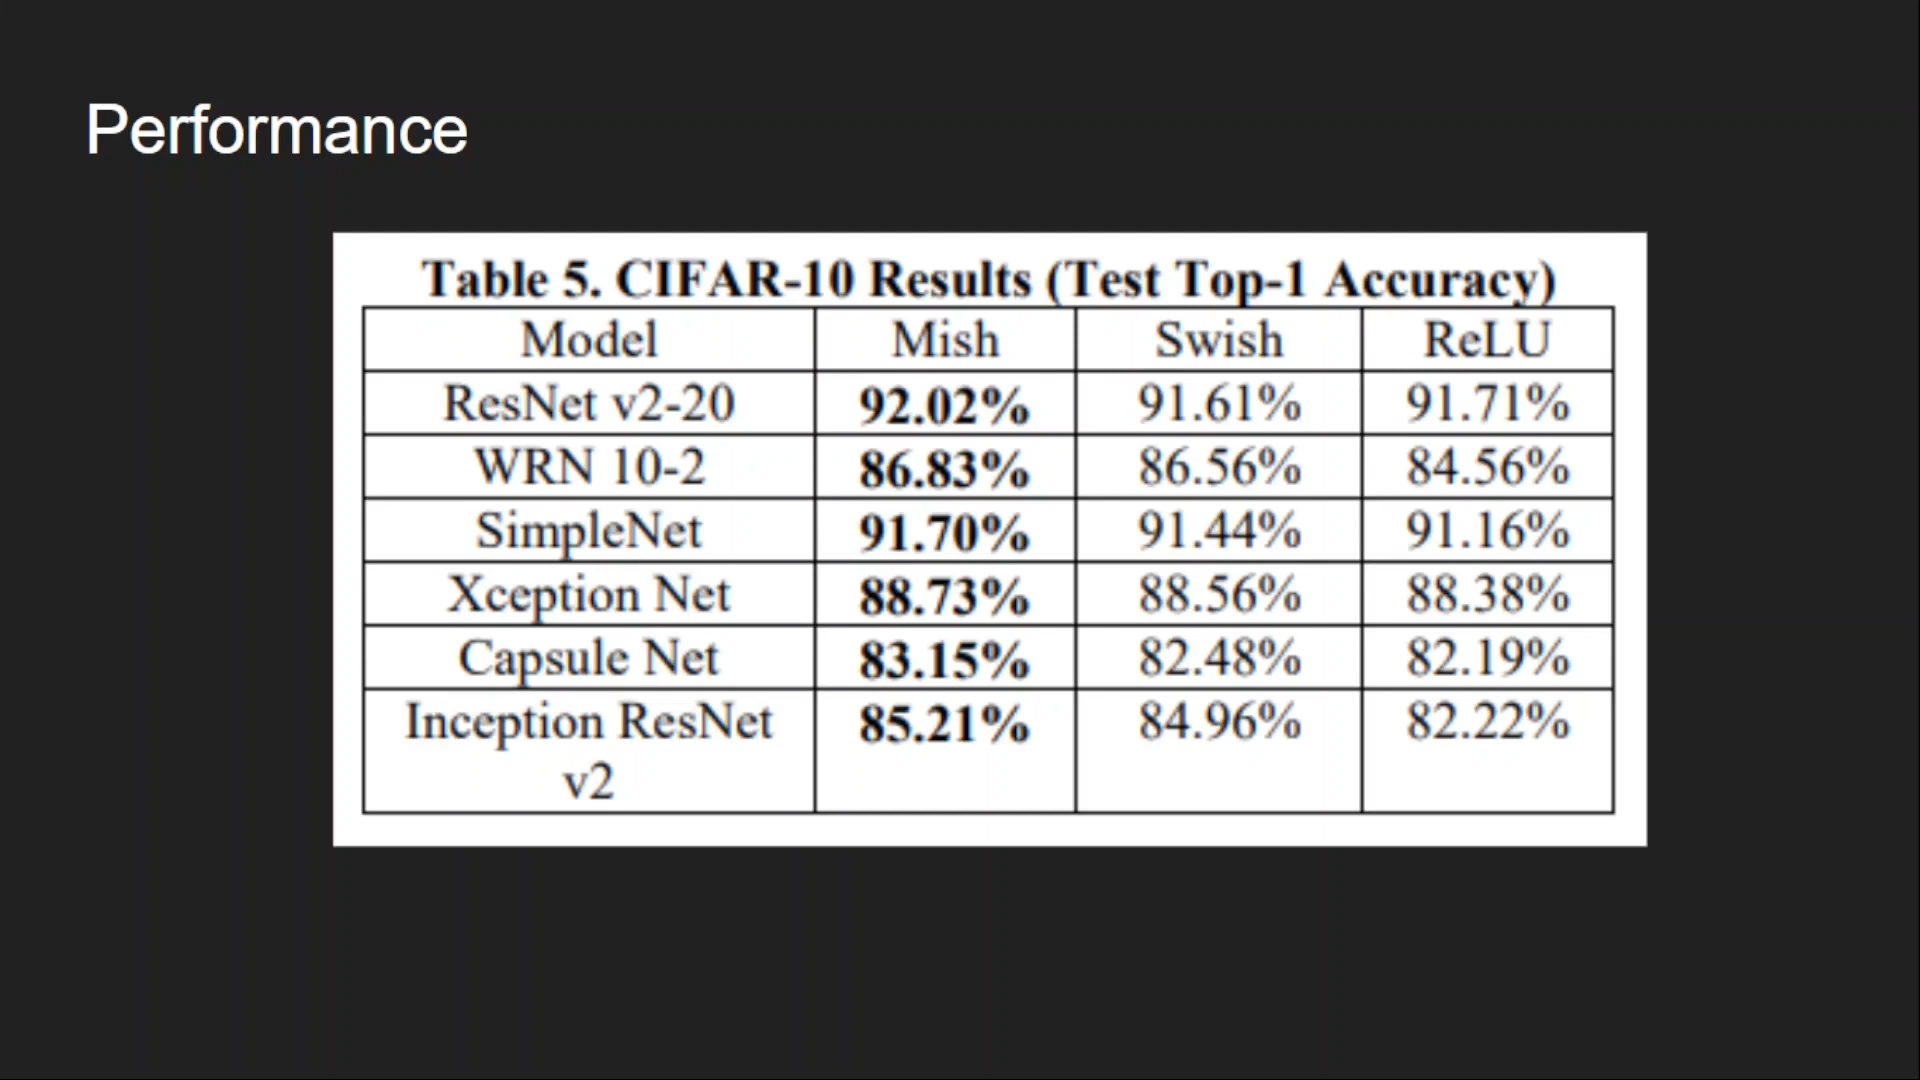 Performance
Table 5. CIFAR-10 Results (Test Top-1 Accuracy)
Model Mish Swish ReLU
ResNet v2-20 92.02% 91.61% 91.71%
WRN 10-2 86.83% 86.56% 84.56%
SimpleNet 91.70% 91.44% 91.16%
Xception Net 88.73% 88.56% 88.38%
Capsule Net 83.15% 82.48% 82.19%
Inception ResNet 85.21% 84.96% 82.22%
v2